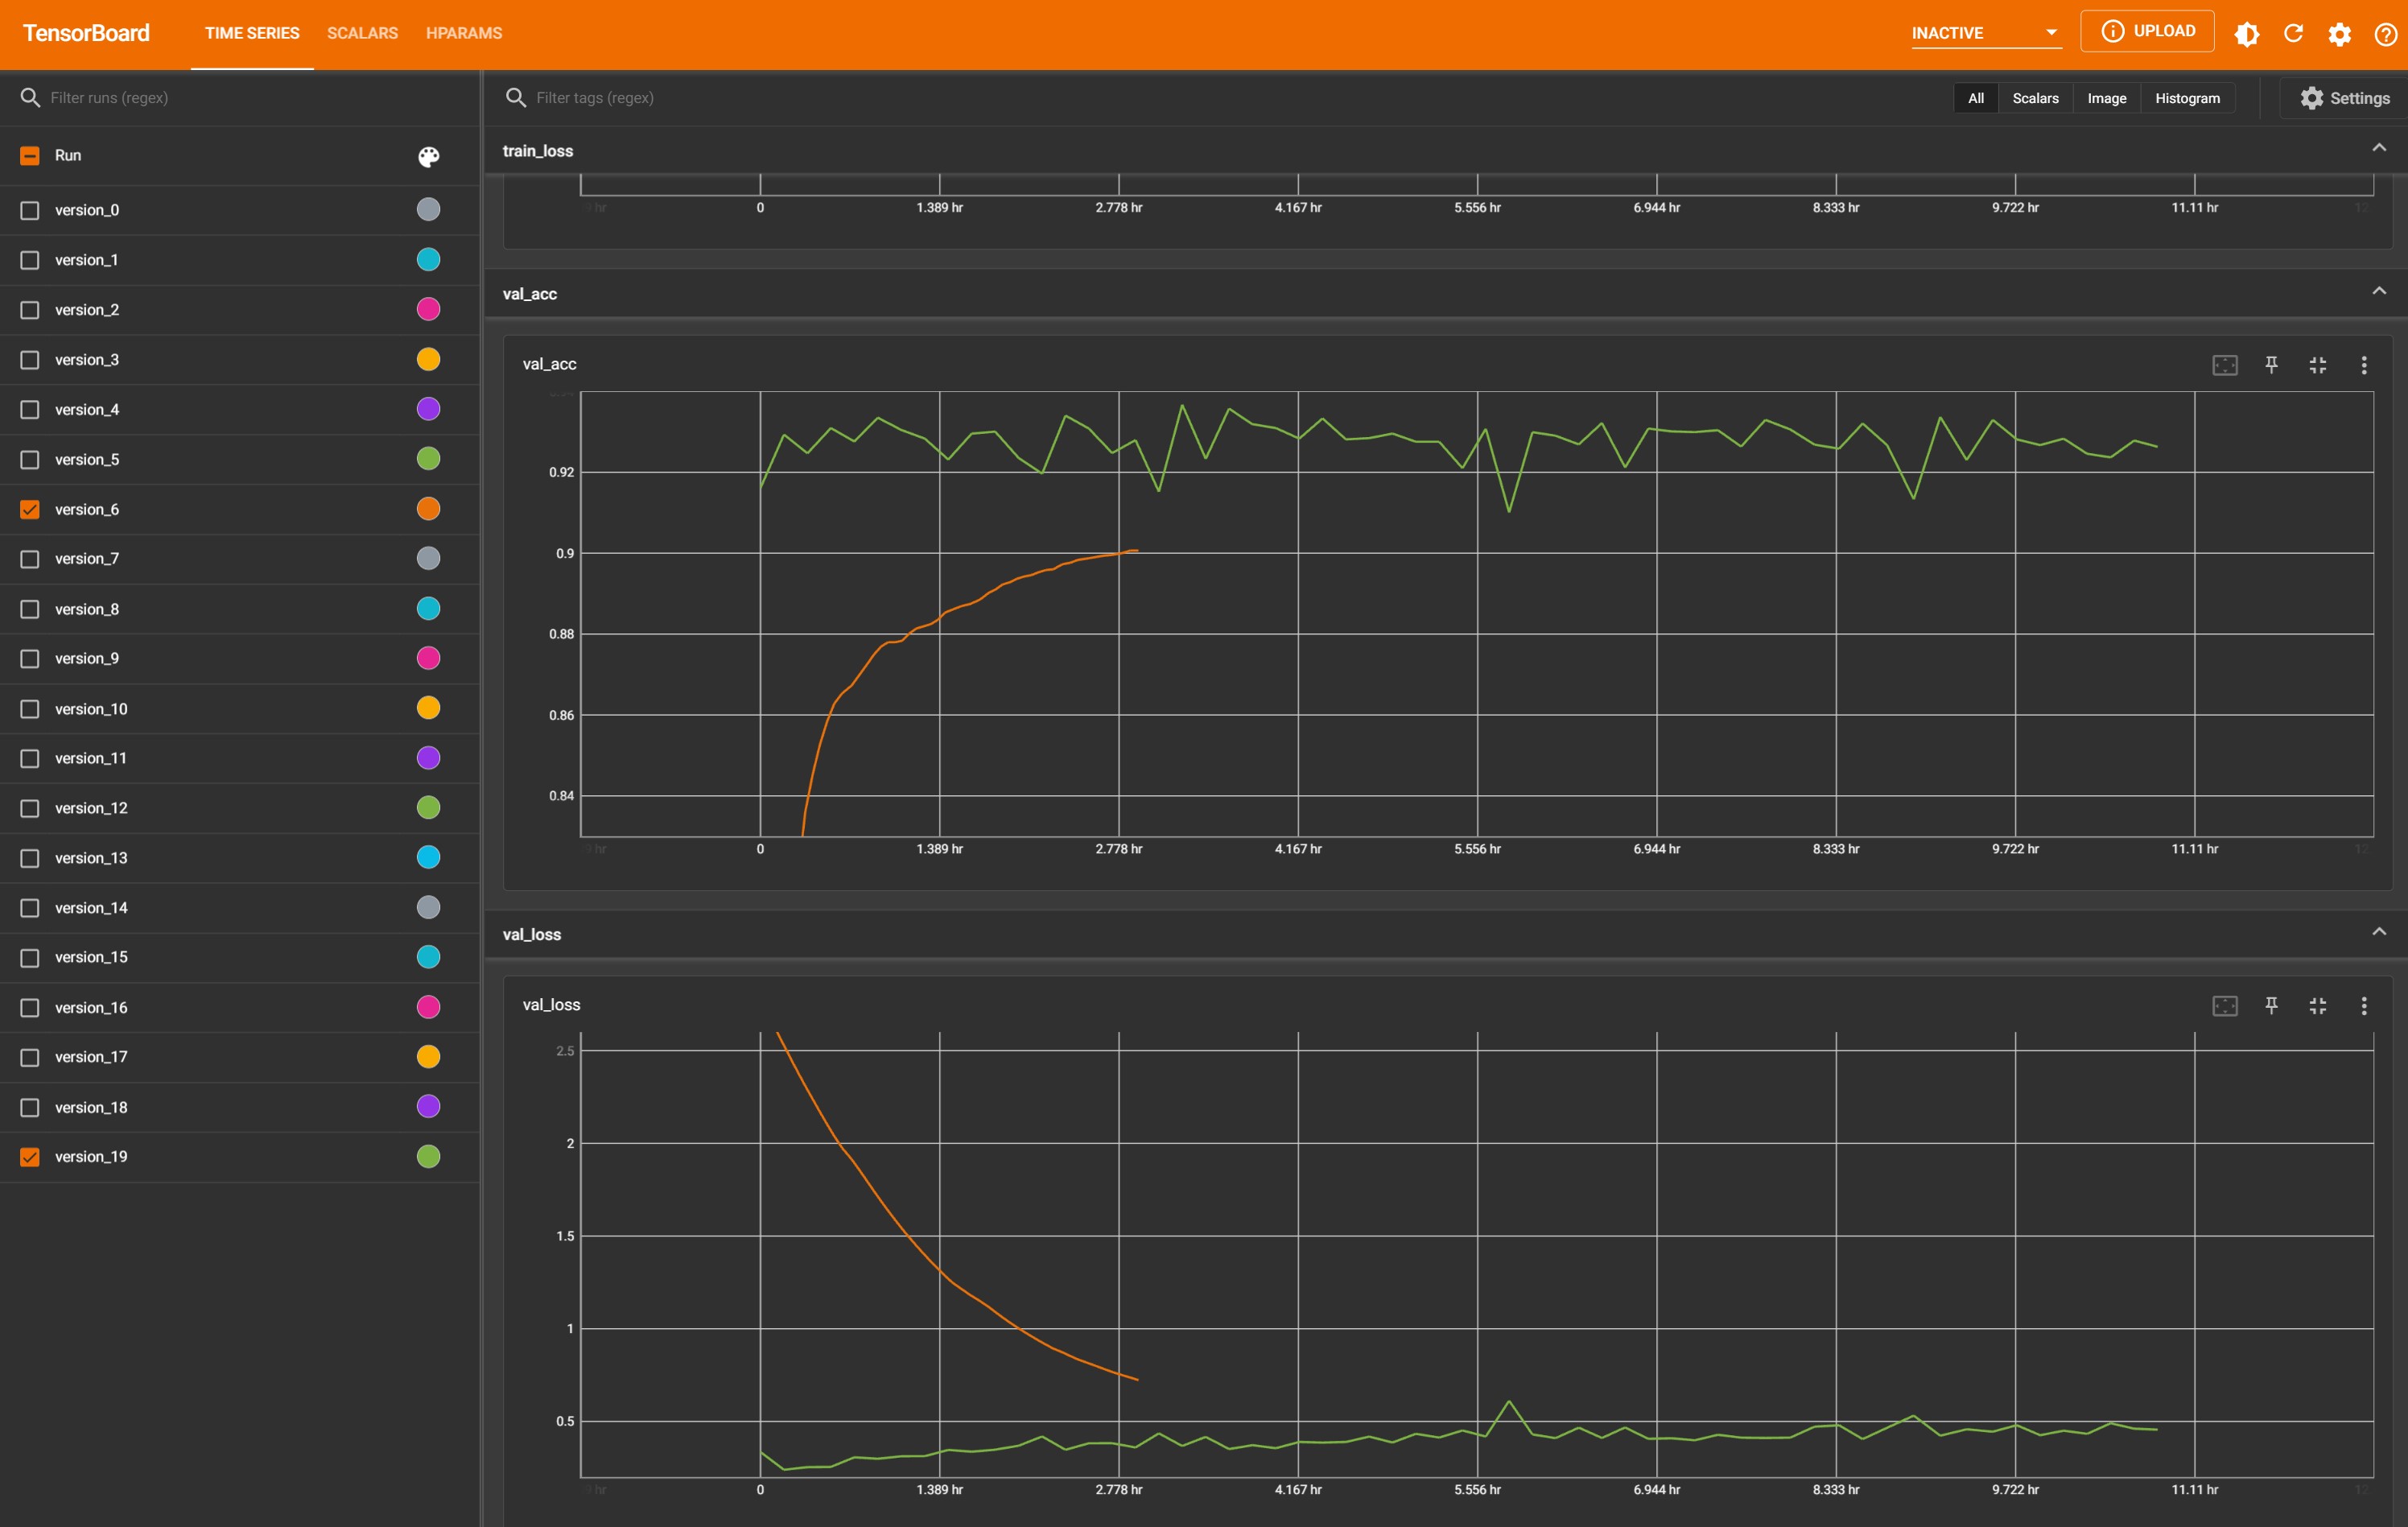 TensorBoard TIME SERIES SCALARS HPARAMS INACTIVE UPLOAD
Filter runs (regex)
Run
version_0
version_1
version_2
version_3
version_4
version_5
version_6
version_7
version_8
version_9
version_10
version_11
version_12
version_13
version_14
version_15
version_16
version_17
version_18
version_19
Filter tags (regex) All Scalars Image Histogram Settings
train_loss
hr 0 1.389 hr 2.778 hr 4.167 hr 5.556 hr 6.944 hr 8.333 hr 9.722 hr 11.11 hr 12
val_acc
val_acc
0.92
0.9
0.88
0.86
0.84
hr 0 1.389 hr 2.778 hr 4.167 hr 5.556 hr 6.944 hr 8.333 hr 9.722 hr 11.11 hr 12
val_loss
val_loss
2.5
2
1.5
1
0.5
hr 0 1.389 hr 2.778 hr 4.167 hr 5.556 hr 6.944 hr 8.333 hr 9.722 hr 11.11 hr 12